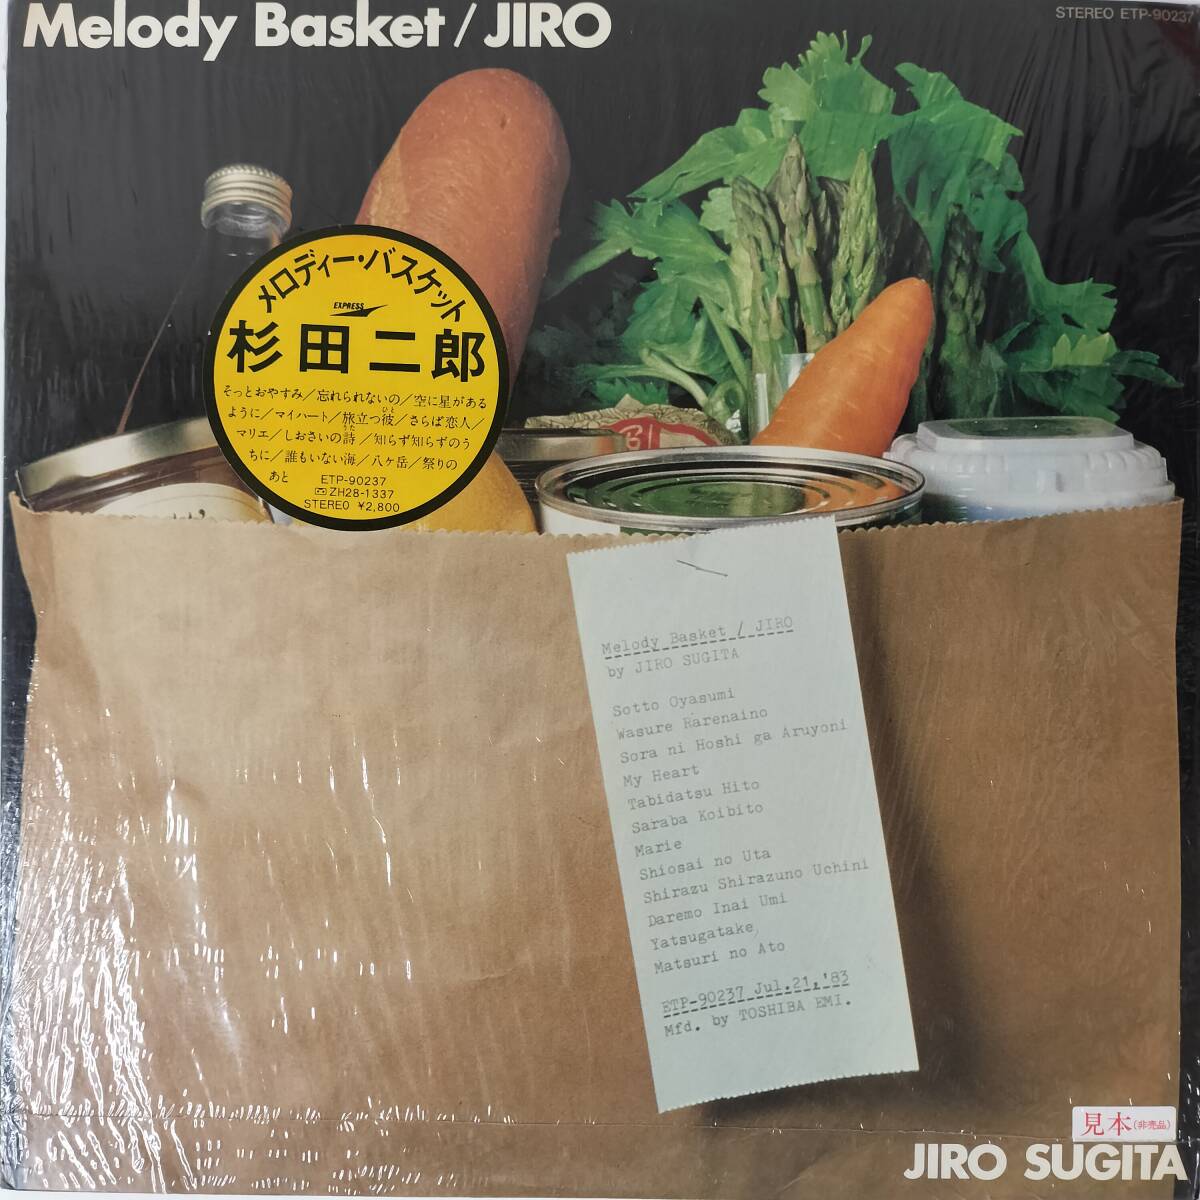 Melody Basket / JIRO
STEREO ETP-90237
メロディー・バスケット
EXPRESS
杉田二郎
そっとおやすみ／忘れられないの／空に星がある
ように／マイハート／旅立つ彼／さらば恋人／
ひと
マリエ／しおさいの詩／知らず知らずのう
うた
ちに／誰もいない海／八ヶ岳／祭りの
あと
ETP-90237
ZH28-1337
STEREO ¥2,800
Melody Basket / JIRO
by JIRO SUGITA
Sotto Oyasumi
Wasure Rarenaino
Sora ni Hoshi ga Aruyoni
My Heart
Tabidatsu Hito
Saraba Koibito
Marie
Shiosai no Uta
Shirazu Shirazuno Uchini
Daremo Inai Umi
Yatsugatake
Matsuri no Ato
ETP-90237 Jul.21,'83
Mfd. by TOSHIBA EMI.
見本(非売品)
JIRO SUGITA